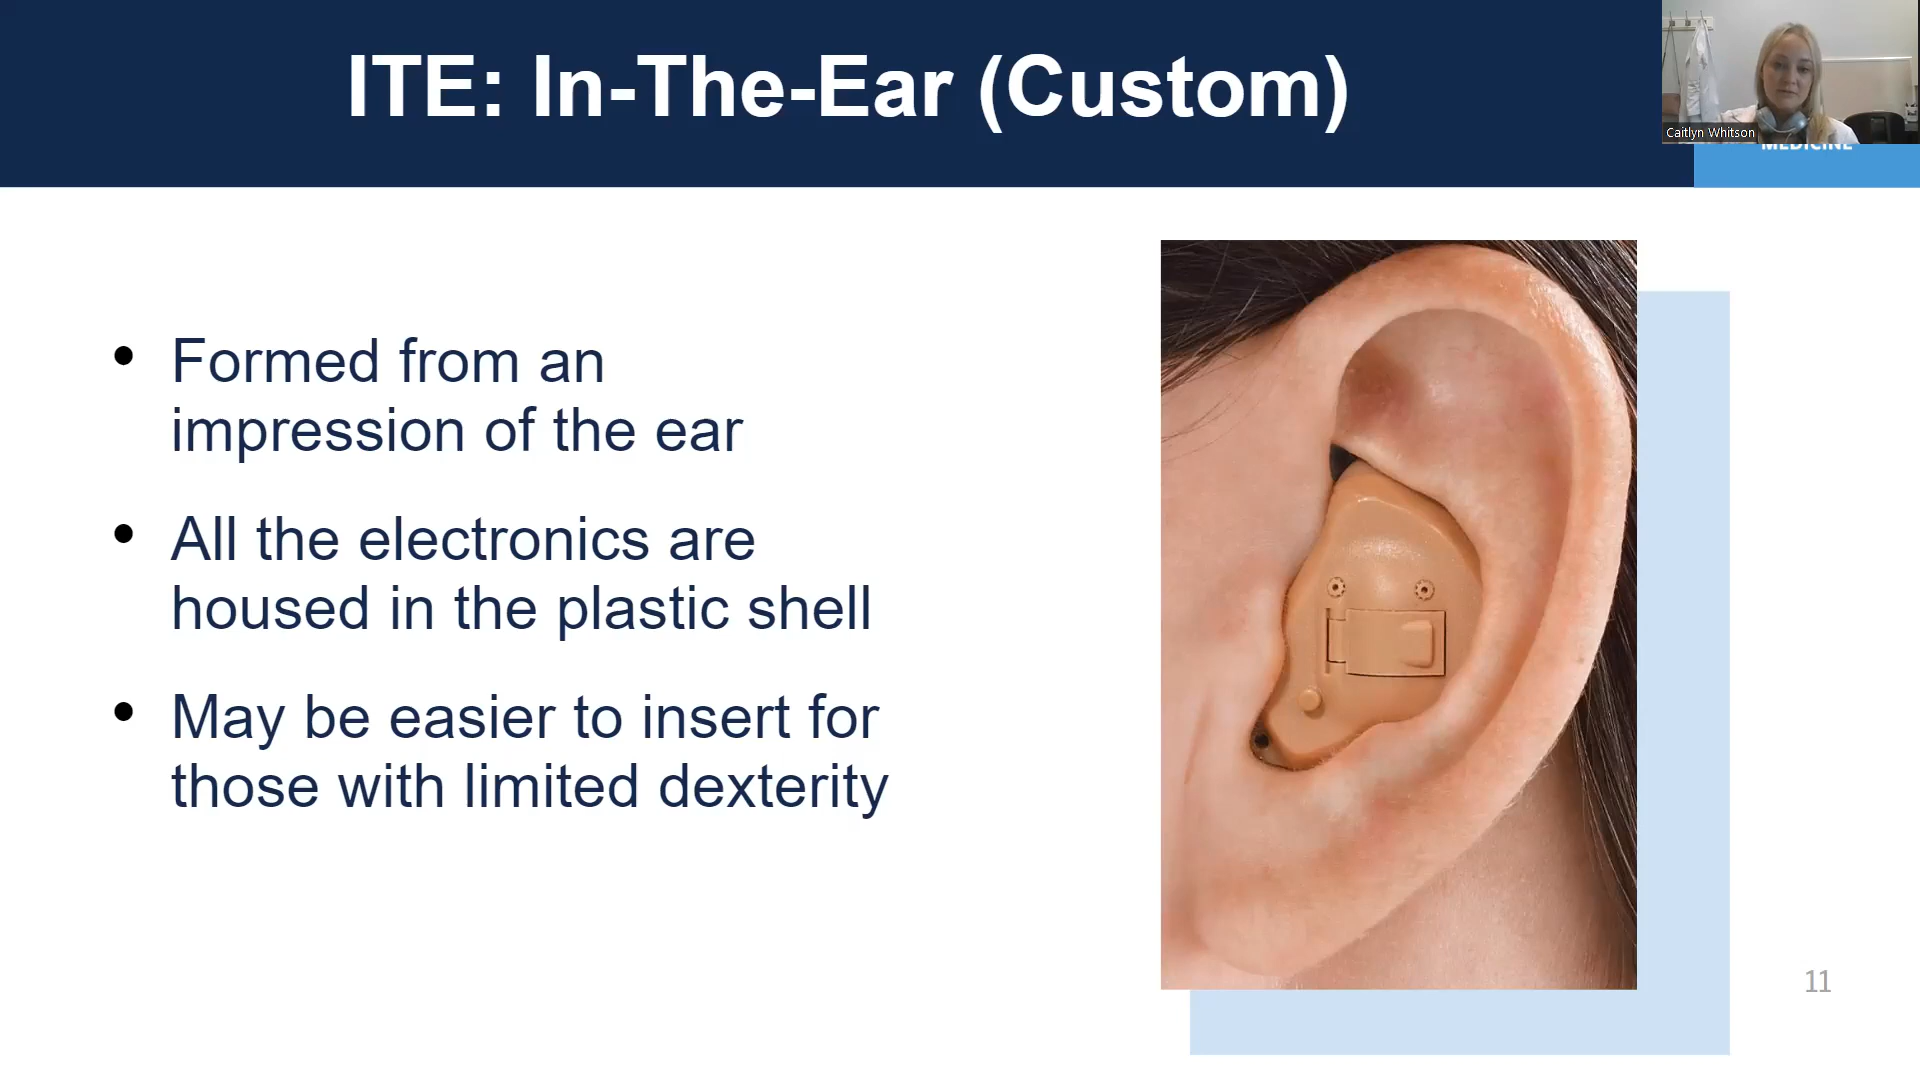 ITE: In-The-Ear (Custom)
Caitlyn Whitson
MEDICINE
• Formed from an
impression of the ear
• All the electronics are
housed in the plastic shell
• May be easier to insert for
those with limited dexterity
11